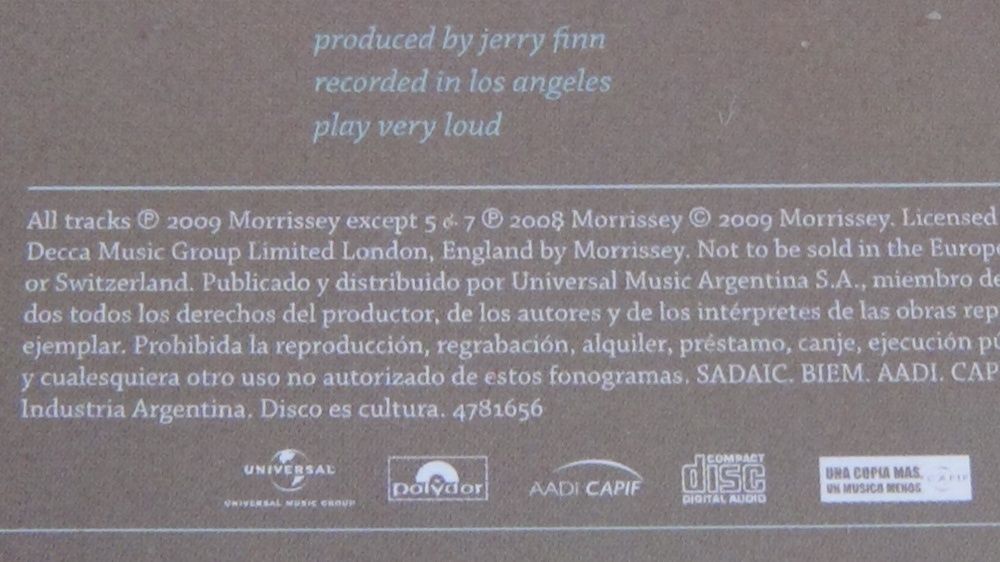 produced by jerry finn
recorded in los angeles
play very loud
All tracks ℗ 2009 Morrissey except 5 & 7 ℗ 2008 Morrissey © 2009 Morrissey. Licensed
Decca Music Group Limited London, England by Morrissey. Not to be sold in the Europe
or Switzerland. Publicado y distribuido por Universal Music Argentina S.A., miembro de
dos todos los derechos del productor, de los autores y de los intérpretes de las obras rep
ejemplar. Prohibida la reproducción, regrabación, alquiler, préstamo, canje, ejecución pú
y cualesquiera otro uso no autorizado de estos fonogramas. SADAIC. BIEM. AADI. CAP
Industria Argentina. Disco es cultura. 4781656
UNIVERSAL
UNIVERSAL MUSIC GROUP
polydor
AADI CAPIF
COMPACT
disc
DIGITAL AUDIO
UNA COPIA MAS.
UN MUSICO MENOS
CAPIF